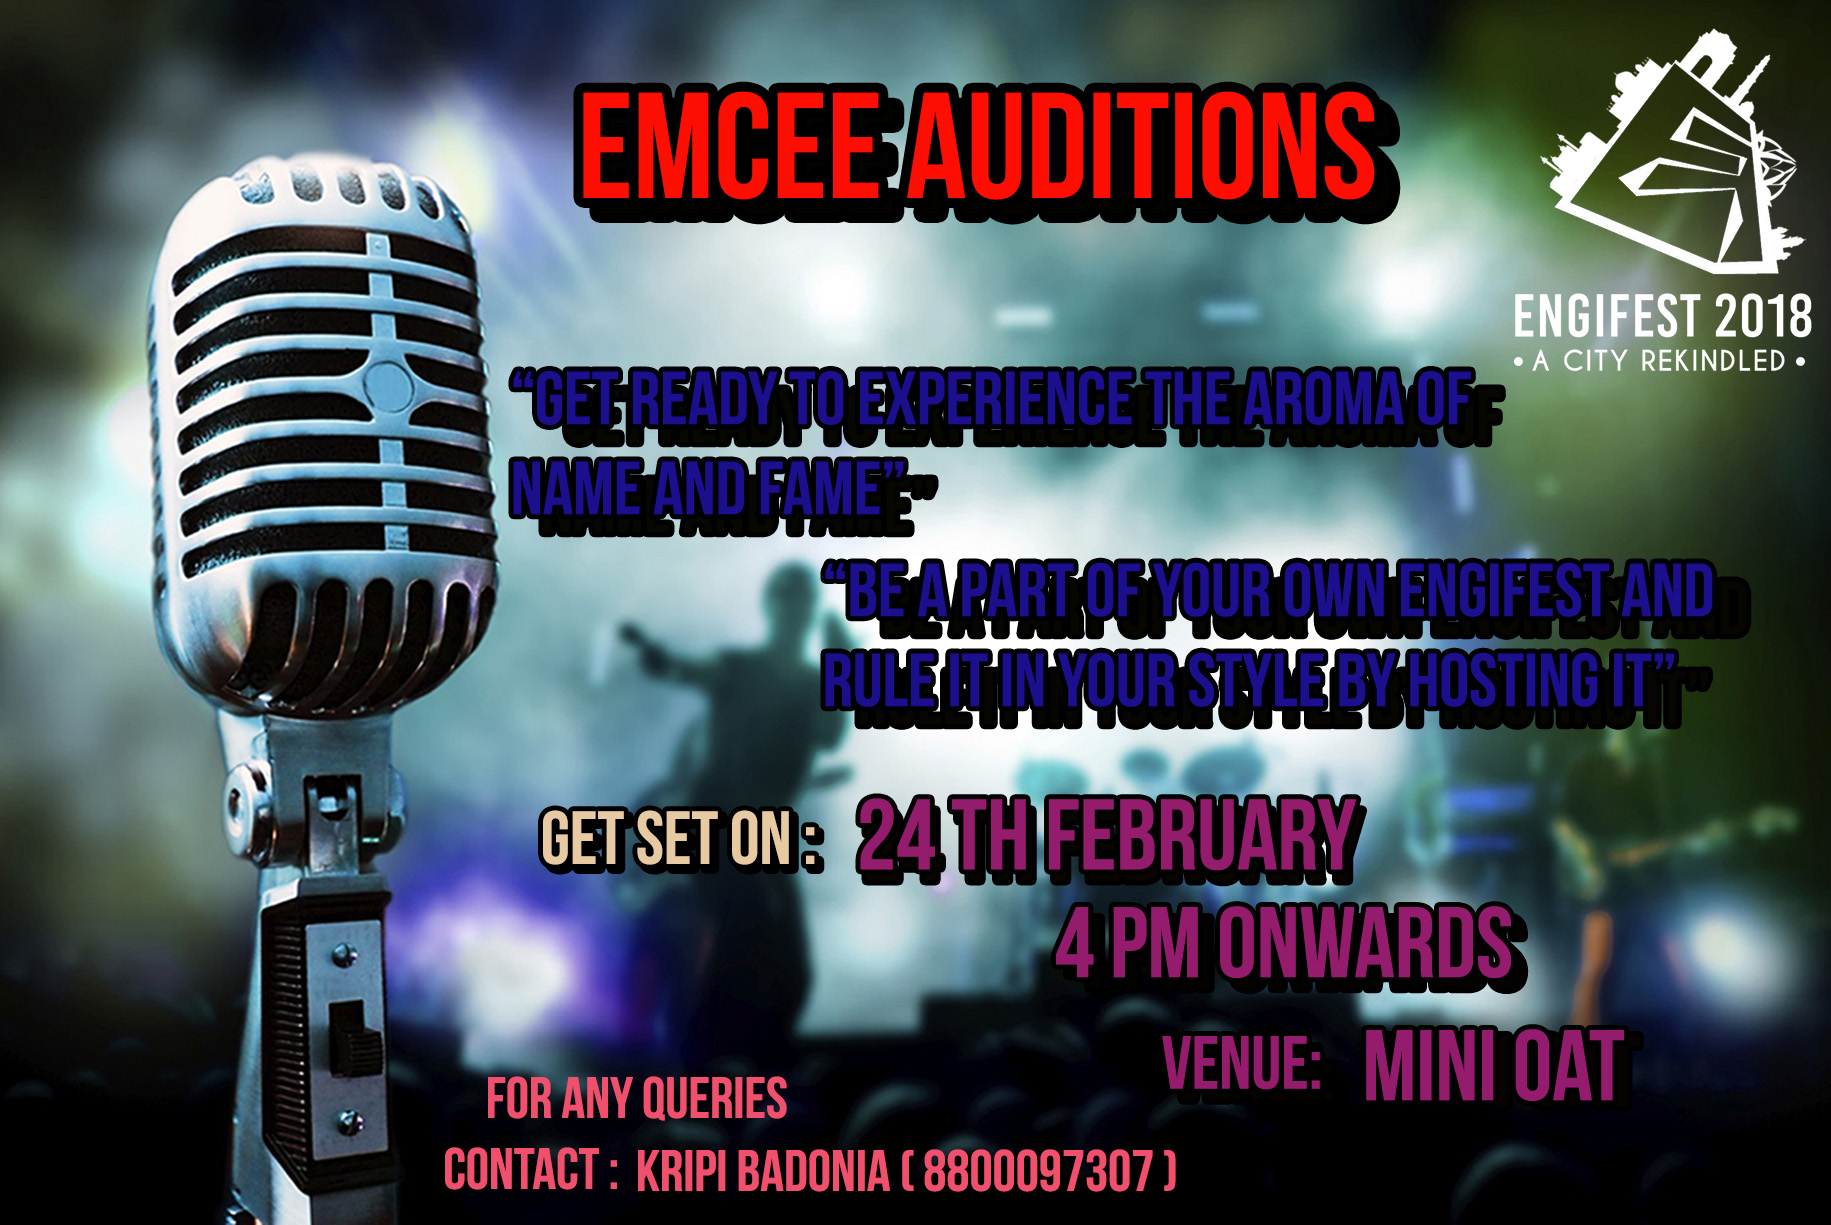 EMCEE AUDITIONS
ENGIFEST 2018
• A CITY REKINDLED •
“GET READY TO EXPERIENCE THE AROMA OF
NAME AND FAME”
“BE A PART OF YOUR OWN ENGIFEST AND
RULE IT IN YOUR STYLE BY HOSTING IT”
GET SET ON : 24 TH FEBRUARY
4 PM ONWARDS
VENUE: MINI OAT
FOR ANY QUERIES
CONTACT : KRIPI BADONIA ( 8800097307 )